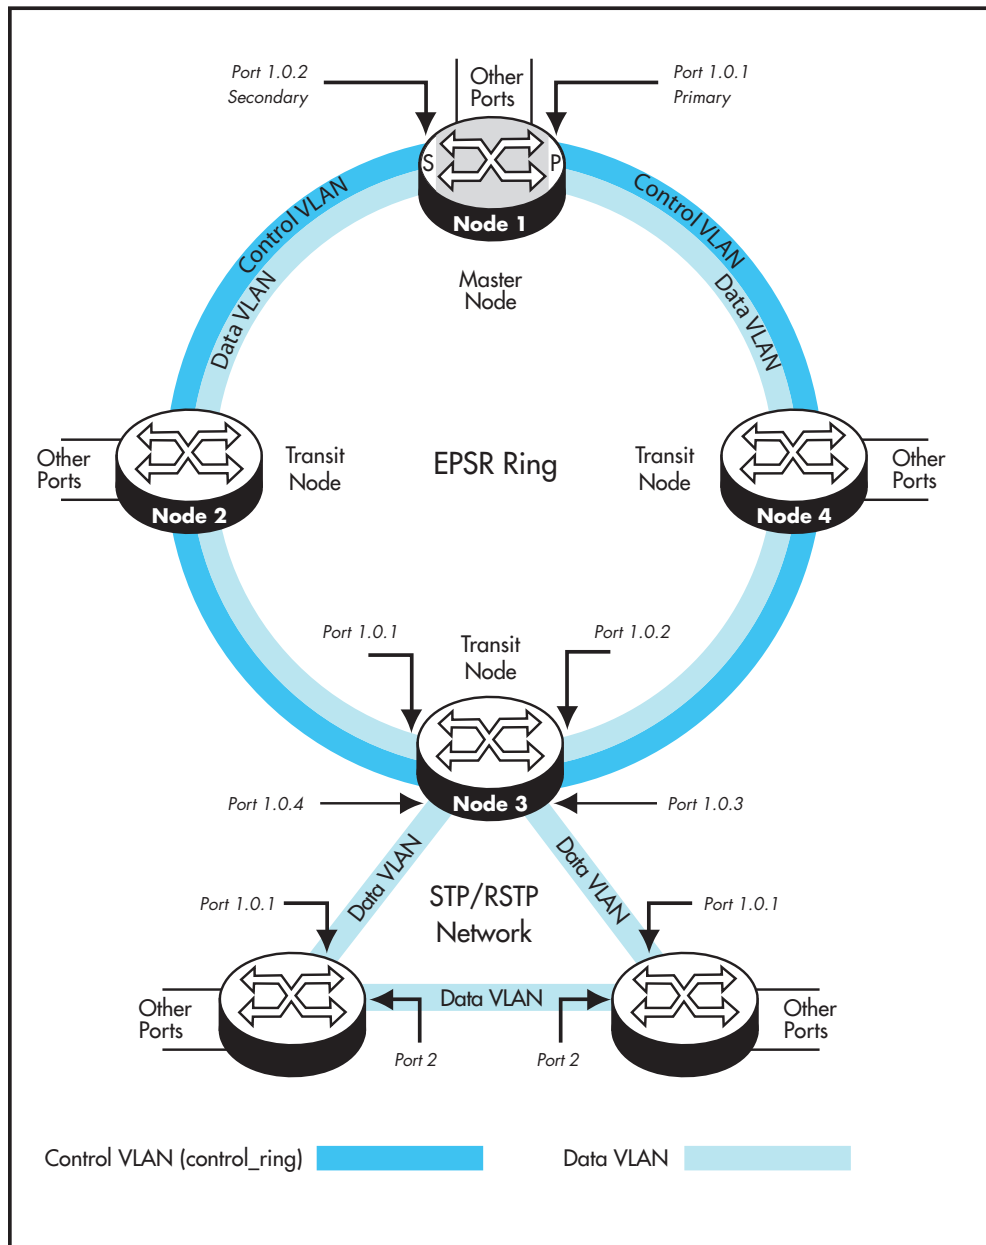 Port 1.0.2
Secondary
Other
Ports
Port 1.0.1
Primary
S
P
Node 1
Control VLAN
Data VLAN
Control VLAN
Data VLAN
Master
Node
Other
Ports
Node 2
Transit
Node
EPSR Ring
Transit
Node
Node 4
Other
Ports
Port 1.0.1
Transit
Node
Port 1.0.2
Node 3
Port 1.0.4
Port 1.0.3
Data VLAN
Data VLAN
STP/RSTP
Network
Port 1.0.1
Port 1.0.1
Other
Ports
Data VLAN
Other
Ports
Port 2
Port 2
Control VLAN (control_ring)
Data VLAN